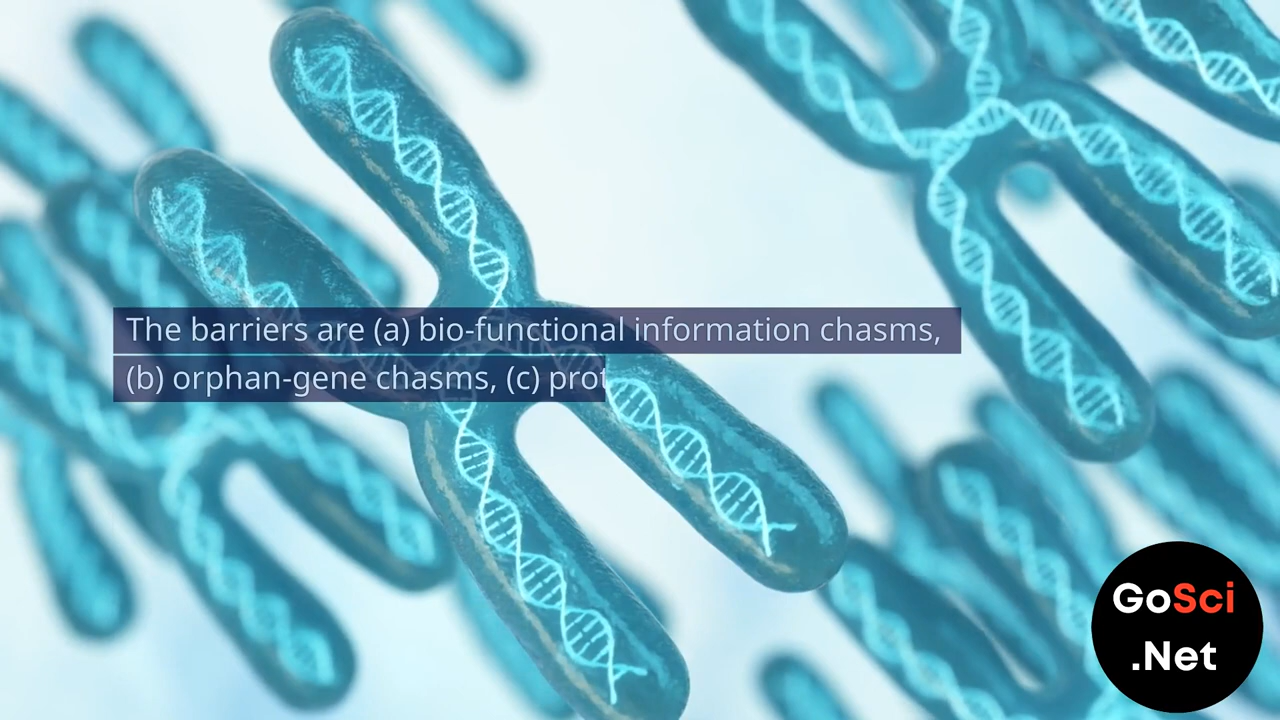 The barriers are (a) bio-functional information chasms,
(b) orphan-gene chasms, (c) prot
GoSci
.Net